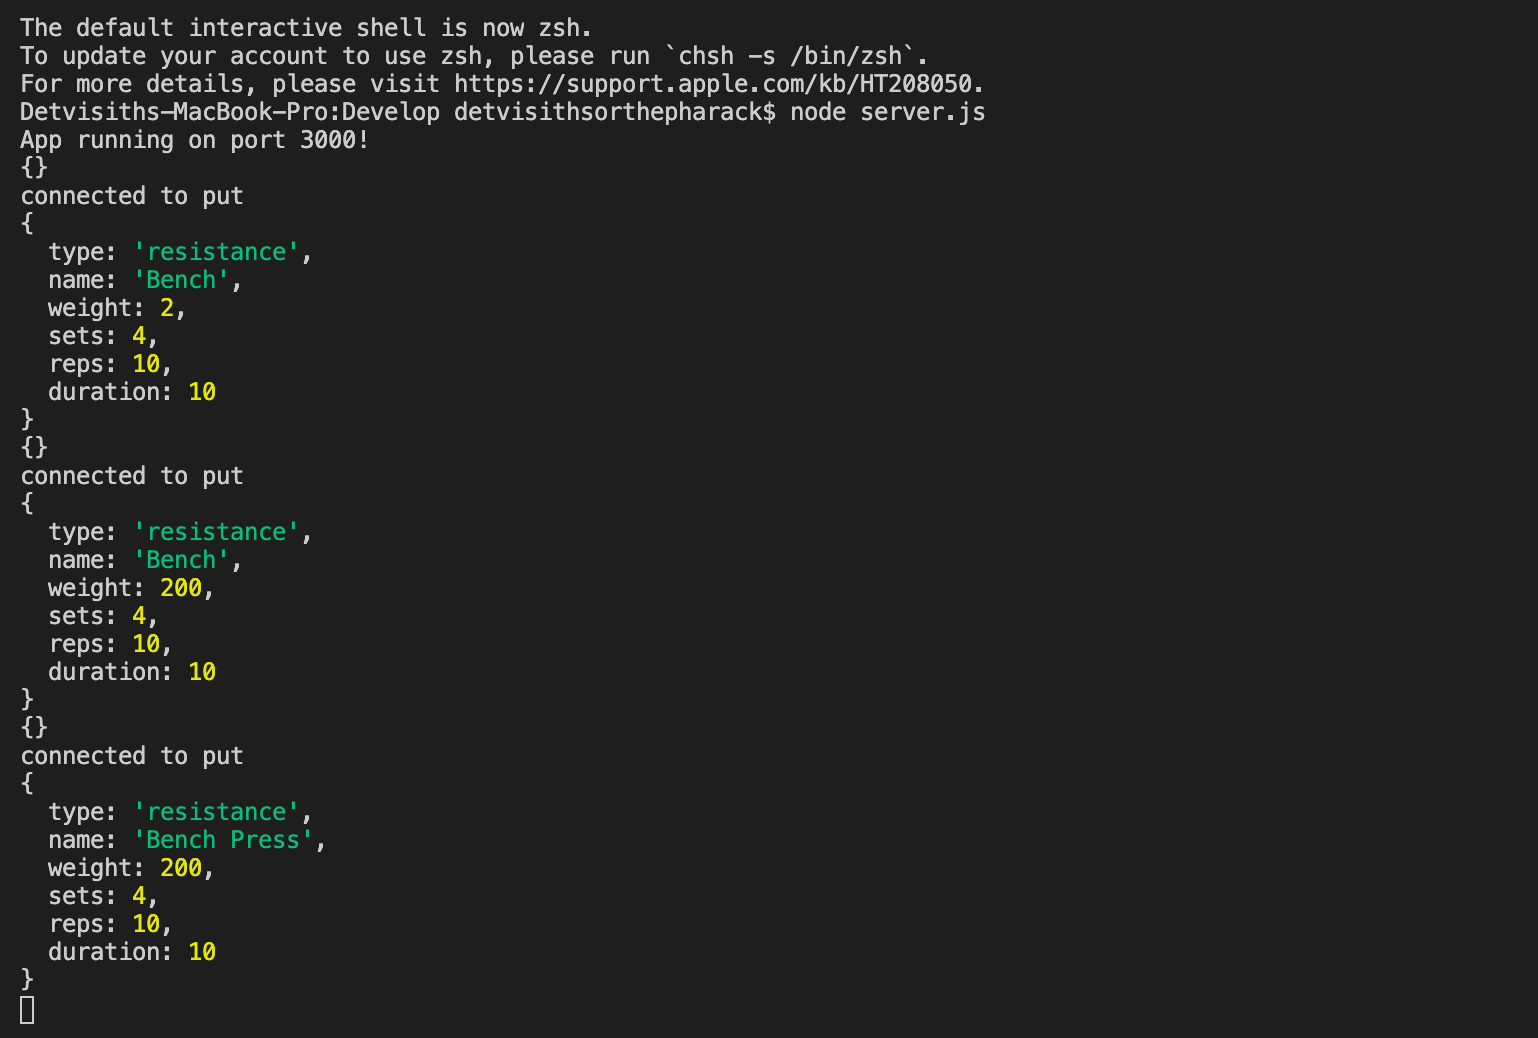 The default interactive shell is now zsh.
To update your account to use zsh, please run `chsh -s /bin/zsh`.
For more details, please visit https://support.apple.com/kb/HT208050.
Detvisiths-MacBook-Pro:Develop detvisithsorthepharack$ node server.js
App running on port 3000!
{}
connected to put
{
  type: 'resistance',
  name: 'Bench',
  weight: 2,
  sets: 4,
  reps: 10,
  duration: 10
}
{}
connected to put
{
  type: 'resistance',
  name: 'Bench',
  weight: 200,
  sets: 4,
  reps: 10,
  duration: 10
}
{}
connected to put
{
  type: 'resistance',
  name: 'Bench Press',
  weight: 200,
  sets: 4,
  reps: 10,
  duration: 10
}